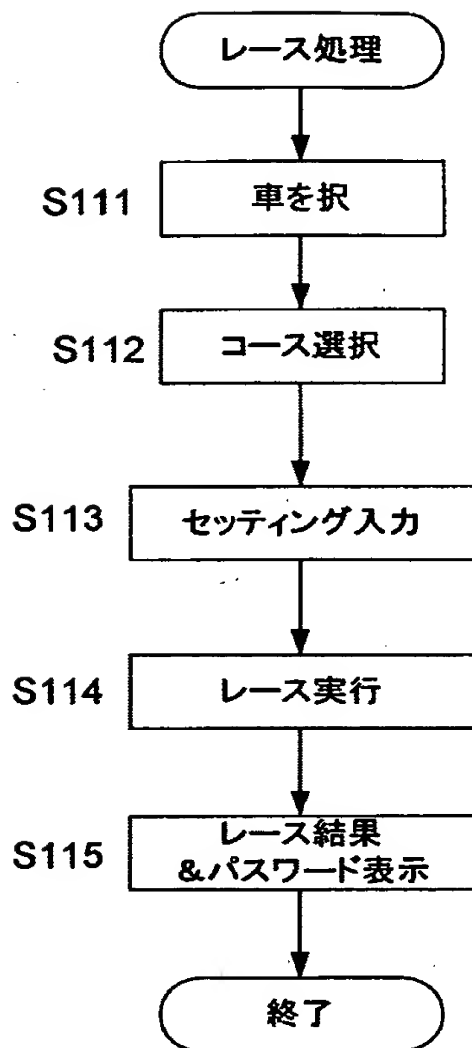 レース処理
S111 車を択
S112 コース選択
S113 セッティング入力
S114 レース実行
S115 レース結果
&パスワード表示
終了